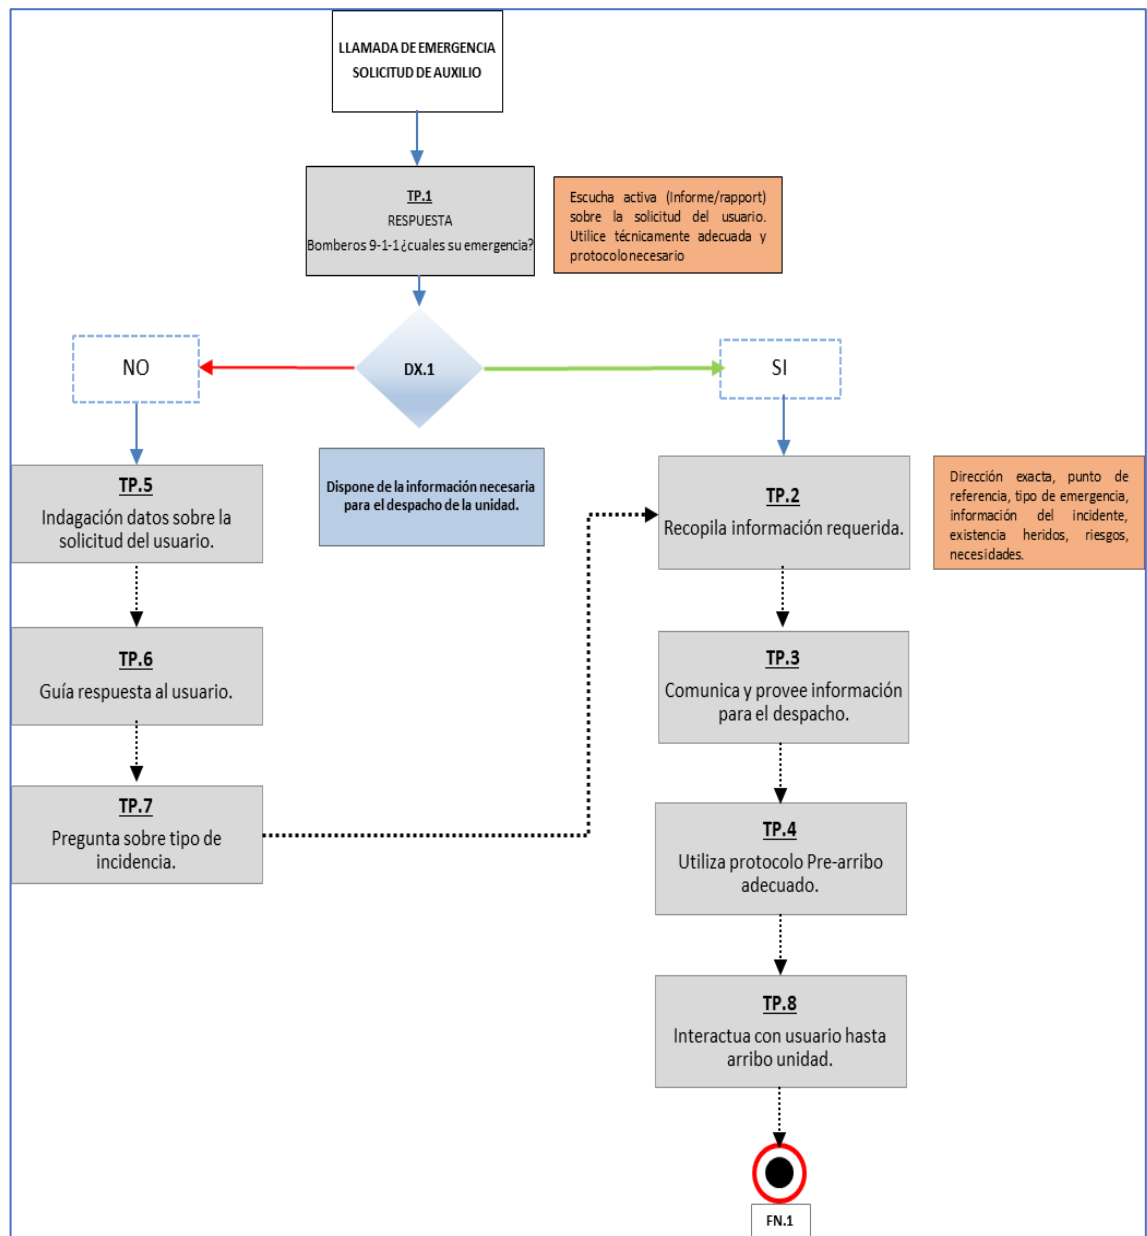 LLAMADA DE EMERGENCIA
SOLICITUD DE AUXILIO
TP.1
RESPUESTA
Bomberos 9-1-1 ¿cuales su emergencia?
Escucha activa (Informe/rapport)
sobre la solicitud del usuario.
Utilice técnicamente adecuada y
protocolo necesario
NO
DX.1
SI
Dispone de la información necesaria
para el despacho de la unidad.
TP.5
Indagación datos sobre la
solicitud del usuario.
TP.2
Recopila información requerida.
Dirección exacta, punto de
referencia, tipo de emergencia,
información del incidente,
existencia heridos, riesgos,
necesidades.
TP.6
Guía respuesta al usuario.
TP.3
Comunica y provee información
para el despacho.
TP.7
Pregunta sobre tipo de
incidencia.
TP.4
Utiliza protocolo Pre-arribo
adecuado.
TP.8
Interactua con usuario hasta
arribo unidad.
FN.1